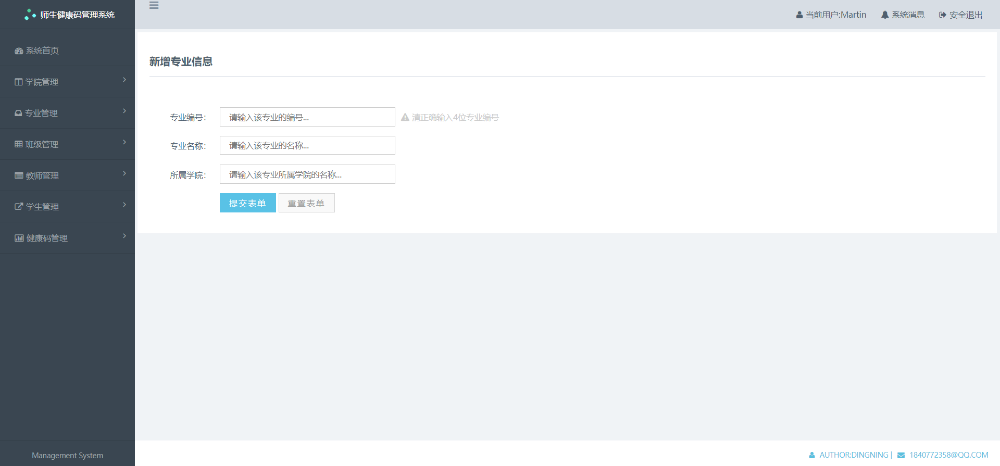 师生健康码管理系统
当前用户:Martin 系统消息 安全退出
系统首页
学院管理
专业管理
班级管理
教师管理
学生管理
健康码管理
Management System
新增专业信息
专业编号： 请输入该专业的编号... 清正确输入4位专业编号
专业名称： 请输入该专业的名称...
所属学院： 请输入该专业所属学院的名称...
提交表单 重置表单
AUTHOR:DINGNING | 1840772358@QQ.COM